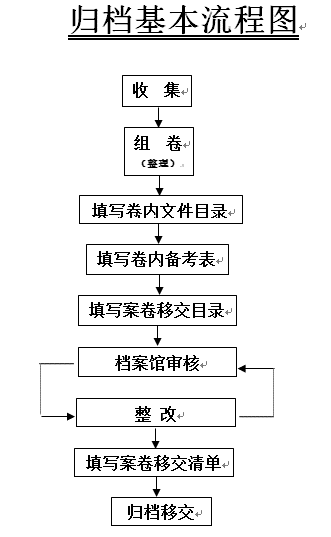 归档基本流程图
收 集
组 卷
（整理）
填写卷内文件目录
填写卷内备考表
填写案卷移交目录
档案馆审核
整 改
填写案卷移交清单
归档移交